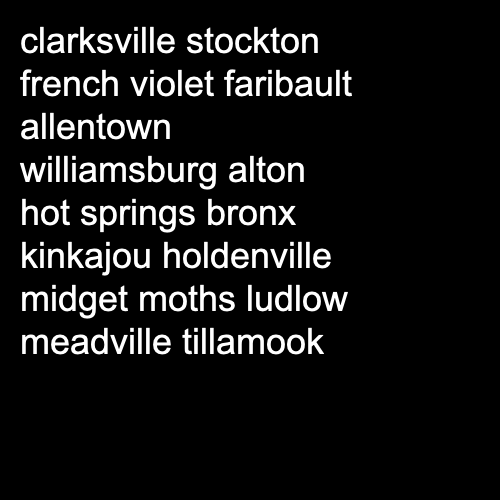 clarksville stockton
french violet faribault
allentown
williamsburg alton
hot springs bronx
kinkajou holdenville
midget moths ludlow
meadville tillamook